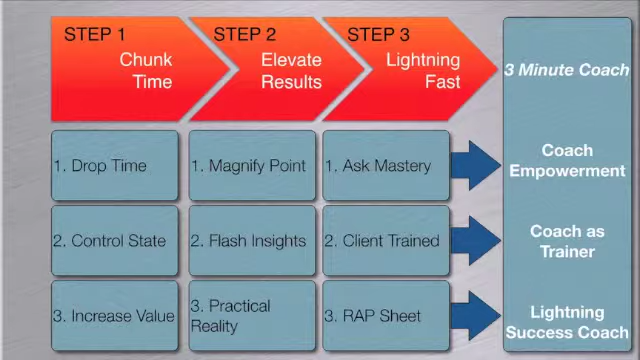 STEP 1
Chunk
Time
STEP 2
Elevate
Results
STEP 3
Lightning
Fast
3 Minute Coach
1. Drop Time
1. Magnify Point
1. Ask Mastery
Coach
Empowerment
2. Control State
2. Flash Insights
2. Client Trained
Coach as
Trainer
3. Increase Value
3. Practical
Reality
3. RAP Sheet
Lightning
Success Coach